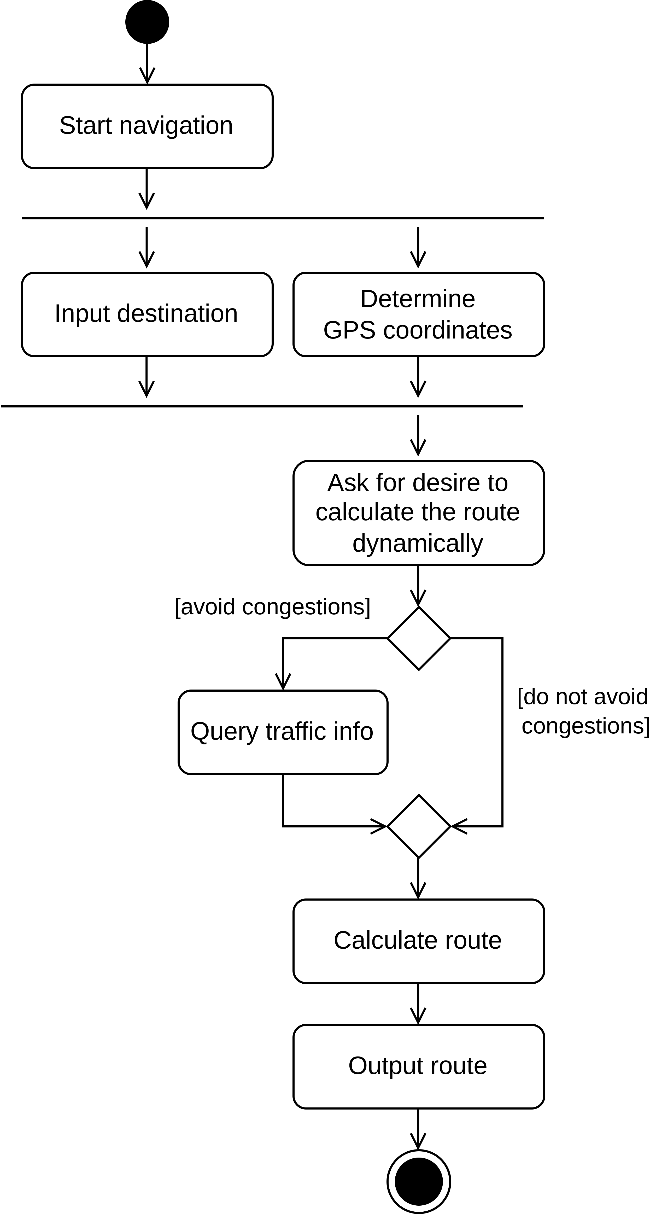 Start navigation
Input destination
Determine
GPS coordinates
Ask for desire to
calculate the route
dynamically
[avoid congestions]
[do not avoid
congestions]
Query traffic info
Calculate route
Output route